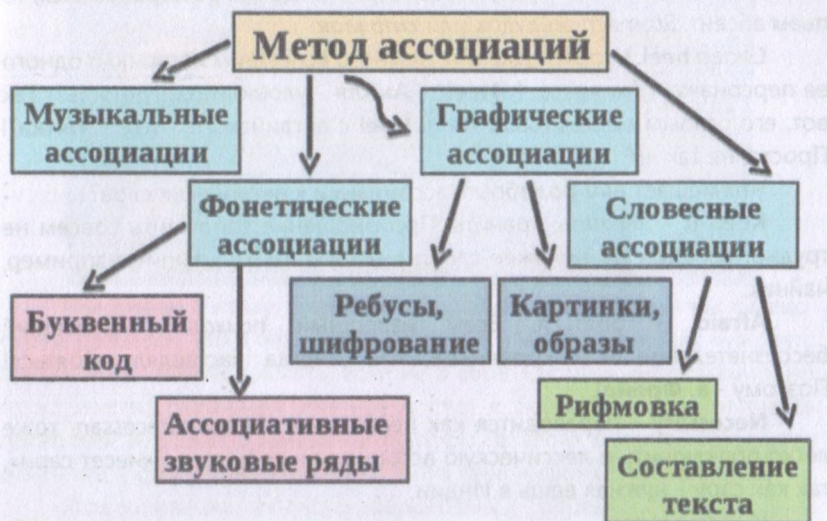 Метод ассоциаций
Музыкальные
ассоциации
Графические
ассоциации
Фонетические
ассоциации
Словесные
ассоциации
Буквенный
код
Ребусы,
шифрование
Картинки,
образы
Рифмовка
Ассоциативные
звуковые ряды
Составление
текста